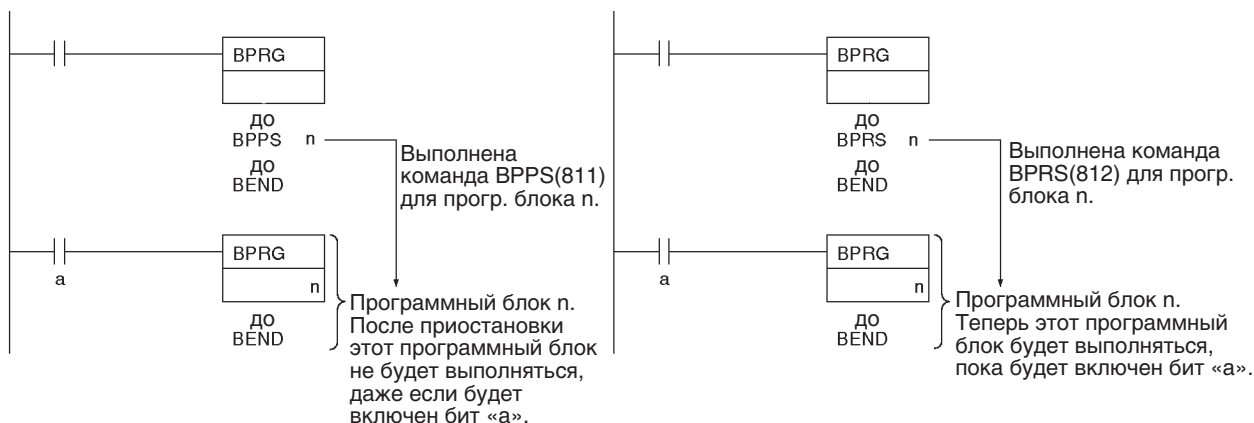 BPRG
до
BPPS n
до
BEND
Выполнена
команда BPPS(811)
для прогр. блока n.
BPRG
a
n
до
BEND
Программный блок n.
После приостановки
этот программный блок
не будет выполняться,
даже если будет
включен бит «a».
BPRG
до
BPRS n
до
BEND
Выполнена команда
BPRS(812) для прогр.
блока n.
BPRG
a
n
до
BEND
Программный блок n.
Теперь этот программный
блок будет выполняться,
пока будет включен бит «a».